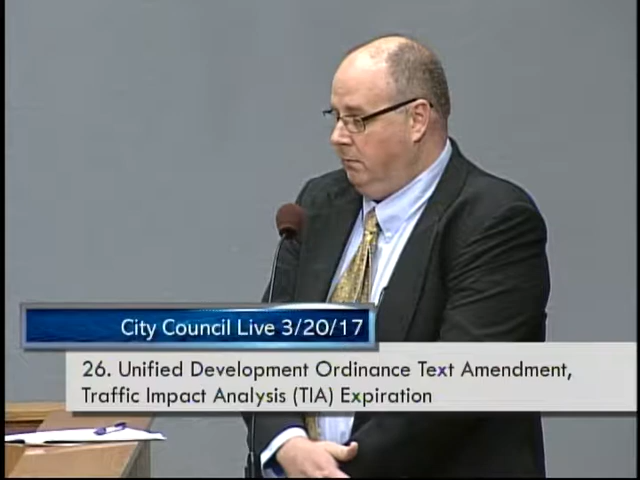 City Council Live 3/20/17
26. Unified Development Ordinance Text Amendment,
Traffic Impact Analysis (TIA) Expiration